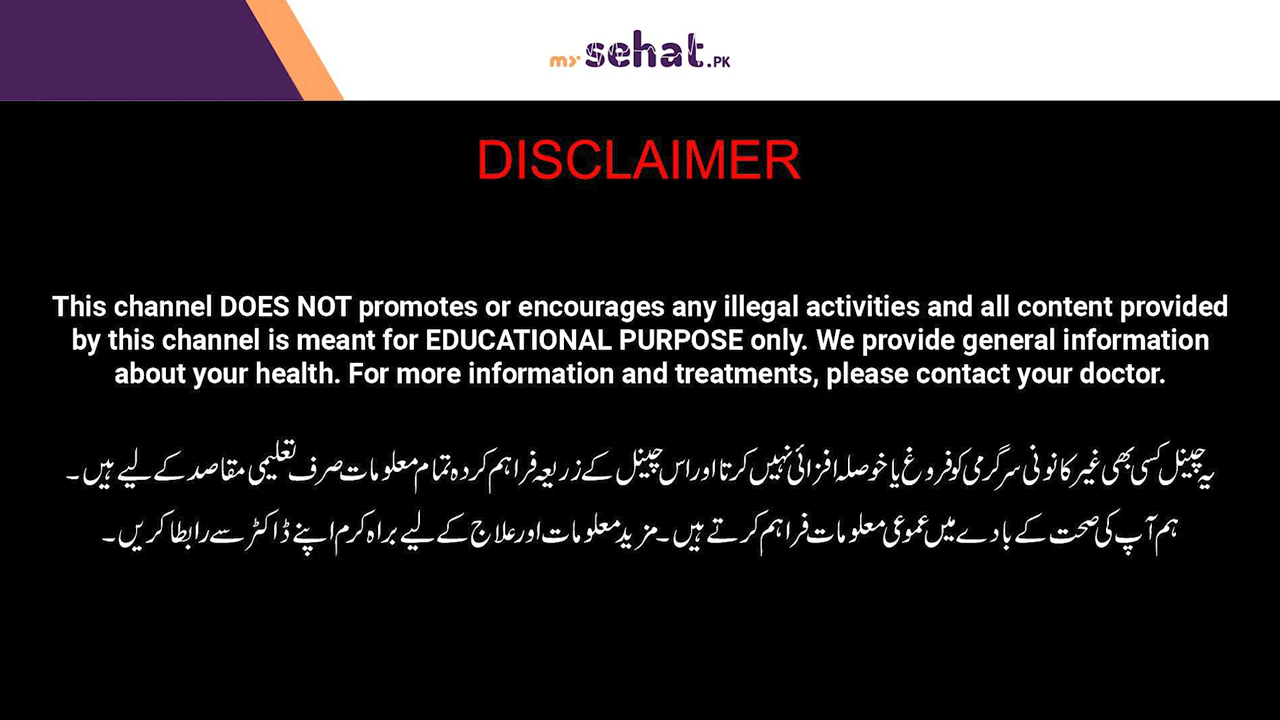 my sehat.PK
DISCLAIMER
This channel DOES NOT promotes or encourages any illegal activities and all content provided
by this channel is meant for EDUCATIONAL PURPOSE only. We provide general information
about your health. For more information and treatments, please contact your doctor.
یہ چینل کسی بھی غیر کانونی سرگرمی کو فروغ یا خوصلہ افزائی نہیں کرتا اور اس چینل کے زریعہ فراہم کردہ تمام معلومات صرف تعلیمی مقاصد کے لیے ہیں۔
ہم آپ کی صحت کے بادے میں عموعی معلومات فراہم کرتے ہیں۔ مزید معلومات اور علاج کے لیے براہ کرم اپنے ڈاکٹر سے رابطا کریں۔